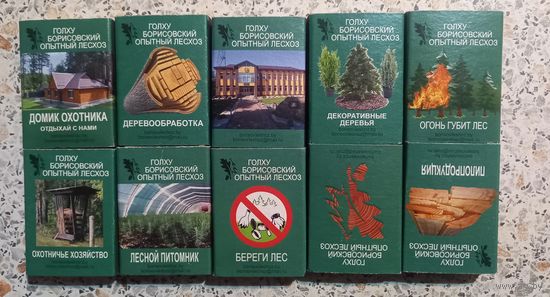 ГОЛХУ
БОРИСОВСКИЙ
ОПЫТНЫЙ ЛЕСХОЗ
ДОМИК ОХОТНИКА
ОТДЫХАЙ С НАМИ
ГОЛХУ
БОРИСОВСКИЙ
ОПЫТНЫЙ ЛЕСХОЗ
ДЕРЕВООБРАБОТКА
ГОЛХУ
БОРИСОВСКИЙ
ОПЫТНЫЙ ЛЕСХОЗ
ГОЛХУ
БОРИСОВСКИЙ
ОПЫТНЫЙ ЛЕСХОЗ
ДЕКОРАТИВНЫЕ
ДЕРЕВЬЯ
ГОЛХУ
БОРИСОВСКИЙ
ОПЫТНЫЙ ЛЕСХОЗ
ОГОНЬ ГУБИТ ЛЕС
ГОЛХУ
БОРИСОВСКИЙ
ОПЫТНЫЙ ЛЕСХОЗ
ОХОТНИЧЬЕ ХОЗЯЙСТВО
ГОЛХУ
БОРИСОВСКИЙ
ОПЫТНЫЙ ЛЕСХОЗ
ЛЕСНОЙ ПИТОМНИК
ГОЛХУ
БОРИСОВСКИЙ
ОПЫТНЫЙ ЛЕСХОЗ
БЕРЕГИ ЛЕС
ГОЛХУ
БОРИСОВСКИЙ
ОПЫТНЫЙ ЛЕСХОЗ
ГОЛХУ
БОРИСОВСКИЙ
ОПЫТНЫЙ ЛЕСХОЗ
ПИЛОПРОДУКЦИЯ